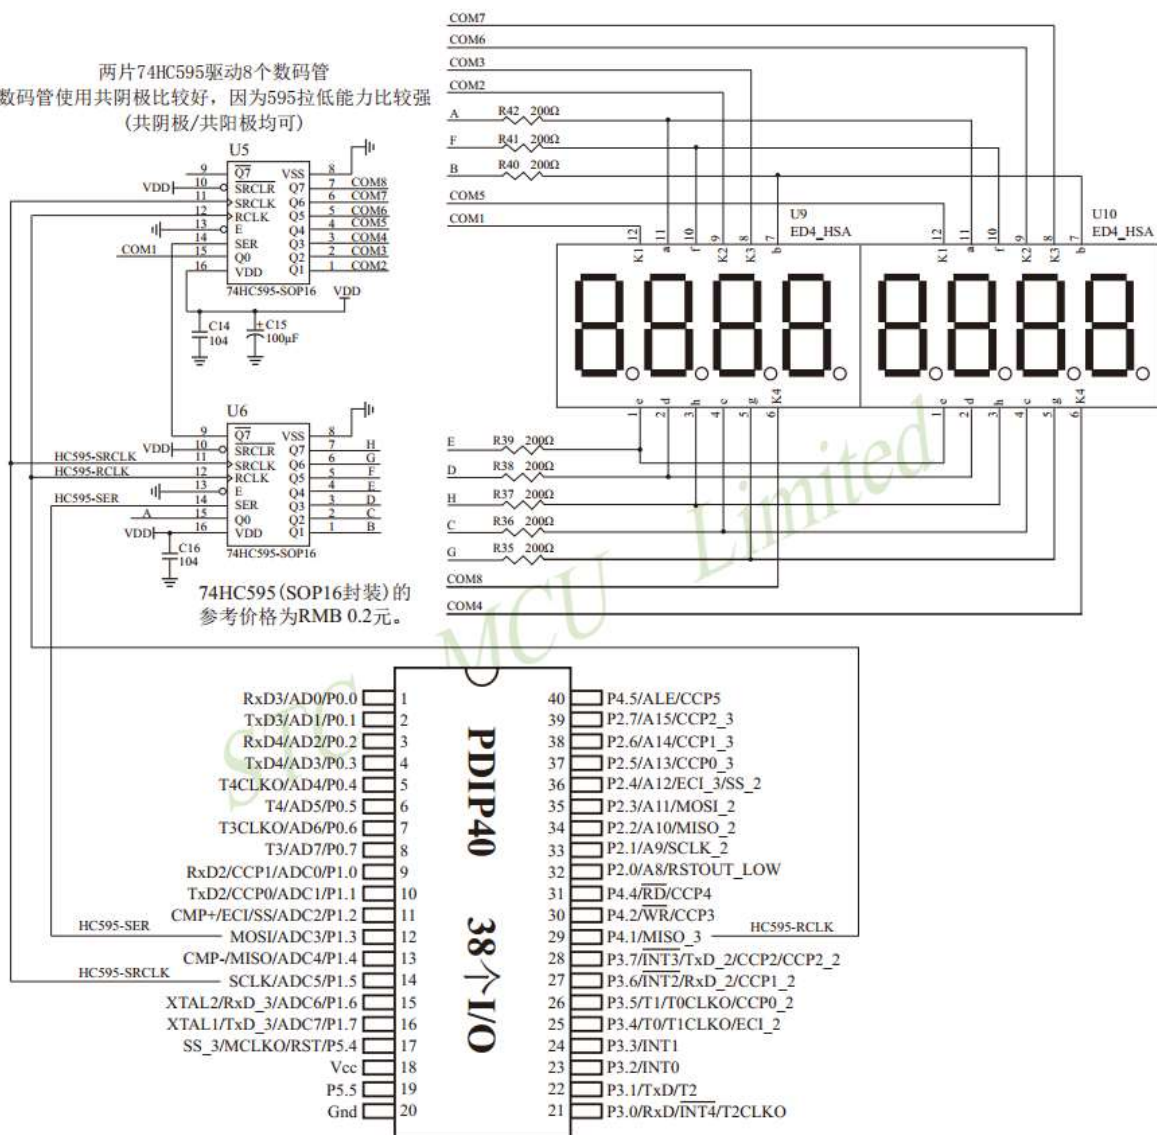 COM7
COM6
COM3
COM2
两片74HC595驱动8个数码管
数码管使用共阴极比较好，因为595拉低能力比较强
(共阴极/共阳极均可)
A R42 200Ω
F R41 200Ω
B R40 200Ω
COM5
COM1
U5
9 Q7 VSS 8
VDD 10 SRCLR Q7 7 COM8
11 SRCLK Q6 6 COM7
12 RCLK Q5 5 COM6
13 E Q4 4 COM5
14 SER Q3 3 COM4
COM1 15 Q0 Q2 2 COM3
16 VDD Q1 1 COM2
74HC595-SOP16
VDD
C14
104
C15
100μF
U9
ED4_HSA
U10
ED4_HSA
12 11 10 9 8 7
K1 a f K2 K3 b
12 11 10 9 8 7
K1 a f K2 K3 b
e d h c g K4
1 2 3 4 5 6
e d h c g K4
1 2 3 4 5 6
U6
9 Q7 VSS 8
VDD 10 SRCLR Q7 7 H
HC595-SRCLK 11 SRCLK Q6 6 G
HC595-RCLK 12 RCLK Q5 5 F
13 E Q4 4 E
HC595-SER 14 SER Q3 3 D
A 15 Q0 Q2 2 C
VDD 16 VDD Q1 1 B
74HC595-SOP16
C16
104
E R39 200Ω
D R38 200Ω
H R37 200Ω
C R36 200Ω
G R35 200Ω
COM8
COM4
74HC595(SOP16封装)的
参考价格为RMB 0.2元。
STC MCU Limited
PDIP40 38个I/O
RxD3/AD0/P0.0 1
TxD3/AD1/P0.1 2
RxD4/AD2/P0.2 3
TxD4/AD3/P0.3 4
T4CLKO/AD4/P0.4 5
T4/AD5/P0.5 6
T3CLKO/AD6/P0.6 7
T3/AD7/P0.7 8
RxD2/CCP1/ADC0/P1.0 9
TxD2/CCP0/ADC1/P1.1 10
CMP+/ECI/SS/ADC2/P1.2 11
HC595-SER
MOSI/ADC3/P1.3 12
CMP-/MISO/ADC4/P1.4 13
HC595-SRCLK
SCLK/ADC5/P1.5 14
XTAL2/RxD_3/ADC6/P1.6 15
XTAL1/TxD_3/ADC7/P1.7 16
SS_3/MCLKO/RST/P5.4 17
Vcc 18
P5.5 19
Gnd 20
40 P4.5/ALE/CCP5
39 P2.7/A15/CCP2_3
38 P2.6/A14/CCP1_3
37 P2.5/A13/CCP0_3
36 P2.4/A12/ECI_3/SS_2
35 P2.3/A11/MOSI_2
34 P2.2/A10/MISO_2
33 P2.1/A9/SCLK_2
32 P2.0/A8/RSTOUT_LOW
31 P4.4/RD/CCP4
30 P4.2/WR/CCP3
29 P4.1/MISO_3
HC595-RCLK
28 P3.7/INT3/TxD_2/CCP2/CCP2_2
27 P3.6/INT2/RxD_2/CCP1_2
26 P3.5/T1/T0CLKO/CCP0_2
25 P3.4/T0/T1CLKO/ECI_2
24 P3.3/INT1
23 P3.2/INT0
22 P3.1/TxD/T2
21 P3.0/RxD/INT4/T2CLKO